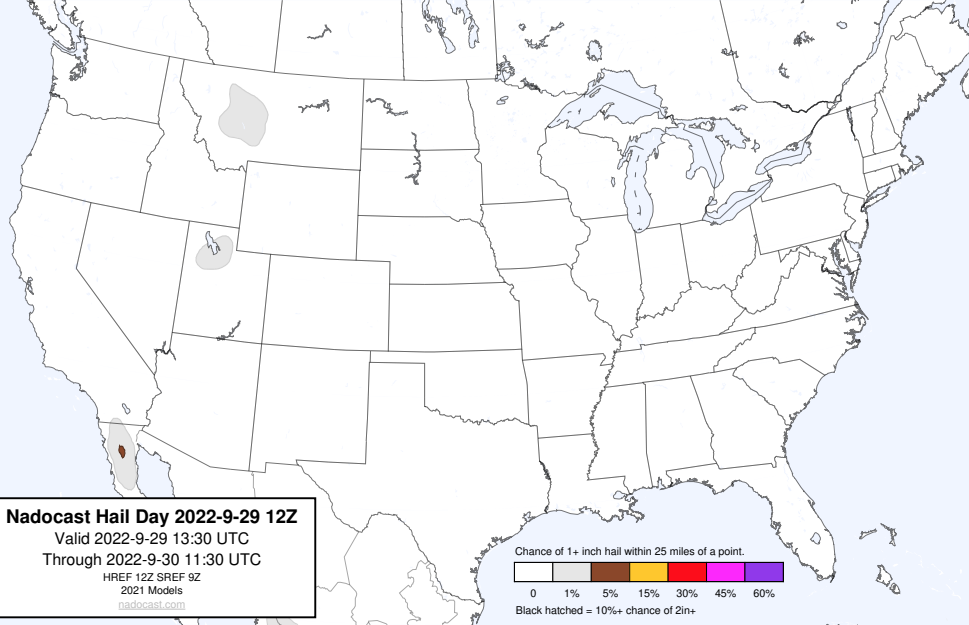 Nadocast Hail Day 2022-9-29 12Z
Valid 2022-9-29 13:30 UTC
Through 2022-9-30 11:30 UTC
HREF 12Z SREF 9Z
2021 Models
nadocast.com
Chance of 1+ inch hail within 25 miles of a point.
0 1% 5% 15% 30% 45% 60%
Black hatched = 10%+ chance of 2in+